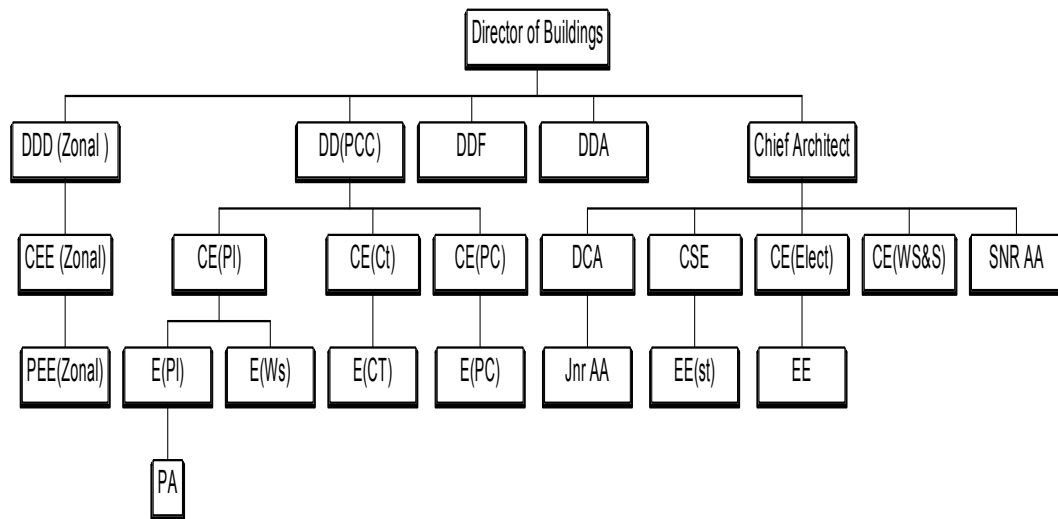 Director of Buildings
DDD (Zonal )
DD(PCC)
DDF
DDA
Chief Architect
CEE (Zonal)
CE(Pl)
CE(Ct)
CE(PC)
DCA
CSE
CE(Elect)
CE(WS&S)
SNR AA
PEE(Zonal)
E(Pl)
E(Ws)
E(CT)
E(PC)
Jnr AA
EE(st)
EE
PA